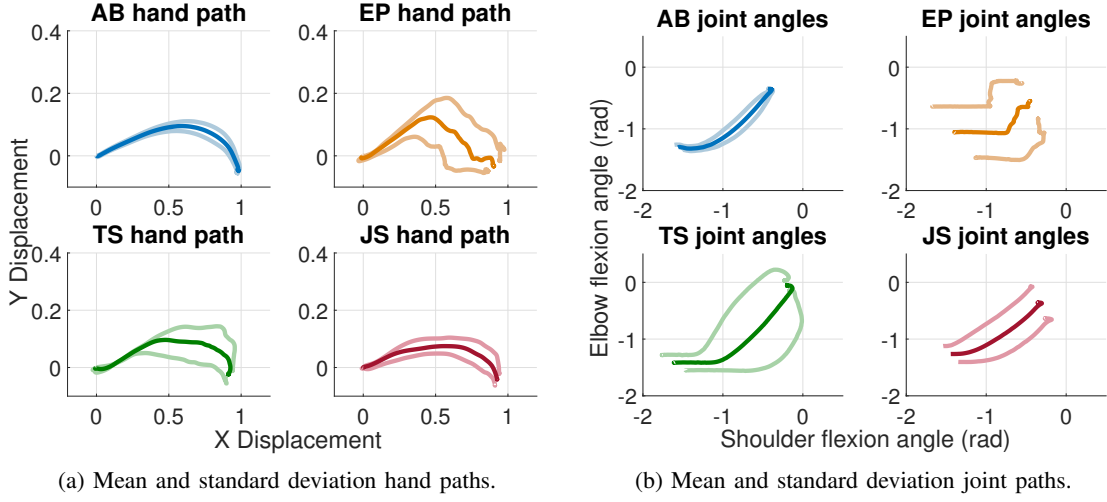 AB hand path EP hand path AB joint angles EP joint angles
0.4 0.4
0.2 0.2
0 0
0 0.5 1 0 0.5 1
0 0
-1 -1
-2 -2
-2 -1 0 -2 -1 0
Y Displacement
Elbow flexion angle (rad)
TS hand path JS hand path TS joint angles JS joint angles
0.4 0.4
0.2 0.2
0 0
0 0.5 1 0 0.5 1
0 0
-1 -1
-2 -2
-2 -1 0 -2 -1 0
X Displacement Shoulder flexion angle (rad)
(a) Mean and standard deviation hand paths. (b) Mean and standard deviation joint paths.